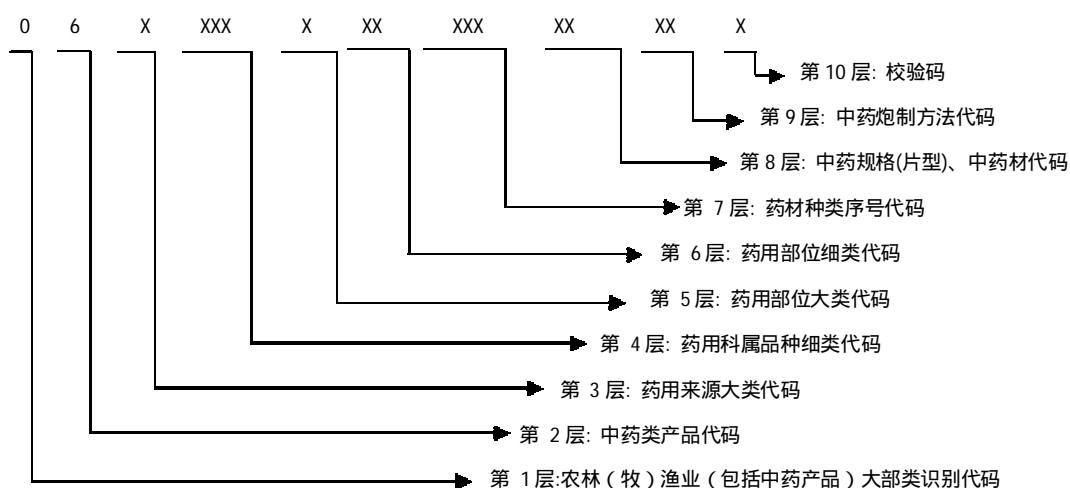 0 6 X XXX X XX XXX XX XX X
第10层: 校验码
第9层: 中药炮制方法代码
第8层: 中药规格(片型)、中药材代码
第 7层: 药材种类序号代码
第 6层: 药用部位细类代码
第 5层: 药用部位大类代码
第 4层: 药用科属品种细类代码
第 3层: 药用来源大类代码
第 2层: 中药类产品代码
第 1层:农林（牧）渔业（包括中药产品）大部类识别代码